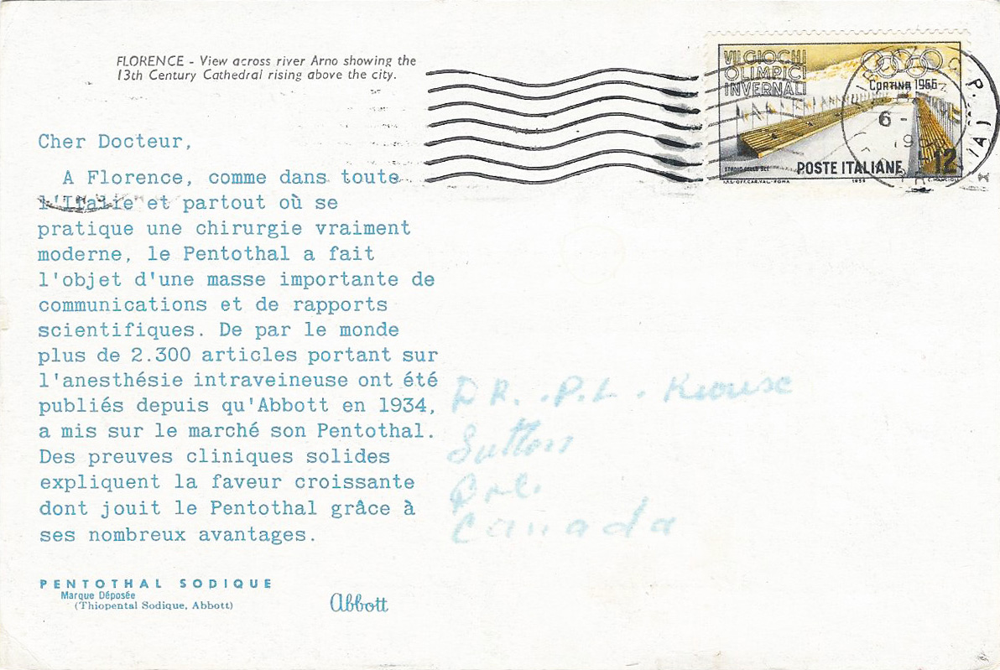 FLORENCE - View across river Arno showing the
13th Century Cathedral rising above the city.
VII GIOCHI
OLIMPICI
INVERNALI
CORTINA 1956
POSTE ITALIANE 12
1956
Cher Docteur,
A Florence, comme dans toute
l'Italie et partout où se
pratique une chirurgie vraiment
moderne, le Pentothal a fait
l'objet d'une masse importante de
communications et de rapports
scientifiques. De par le monde
plus de 2.300 articles portant sur
l'anesthésie intraveineuse ont été
publiés depuis qu'Abbott en 1934,
a mis sur le marché son Pentothal.
Des preuves cliniques solides
expliquent la faveur croissante
dont jouit le Pentothal grâce à
ses nombreux avantages.
DR. P.L.
Sutton
Canada
PENTOTHAL SODIQUE
Marque Déposée
(Thiopental Sodique, Abbott)
Abbott